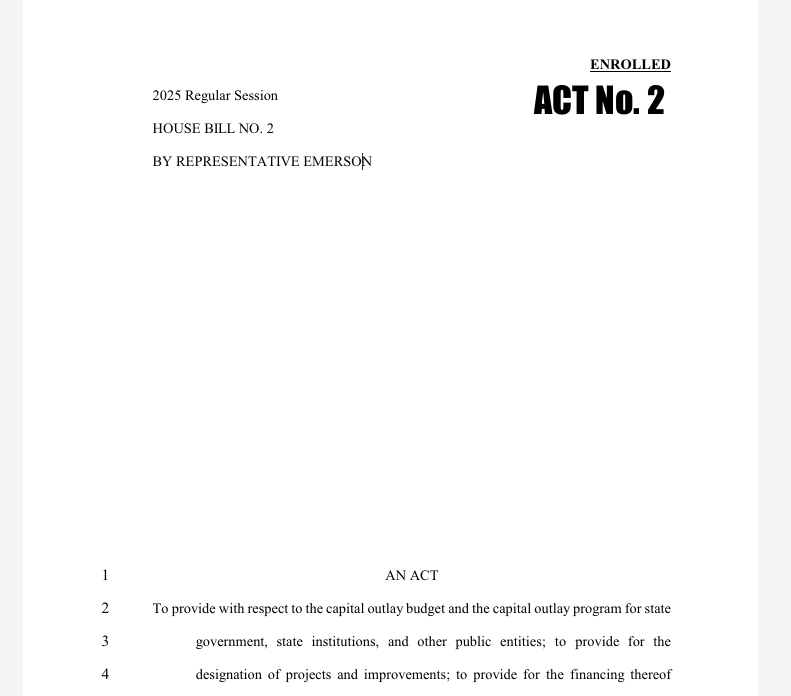 ENROLLED
2025 Regular Session
ACT No. 2
HOUSE BILL NO. 2
BY REPRESENTATIVE EMERSON
1 AN ACT
2 To provide with respect to the capital outlay budget and the capital outlay program for state
3 government, state institutions, and other public entities; to provide for the
4 designation of projects and improvements; to provide for the financing thereof